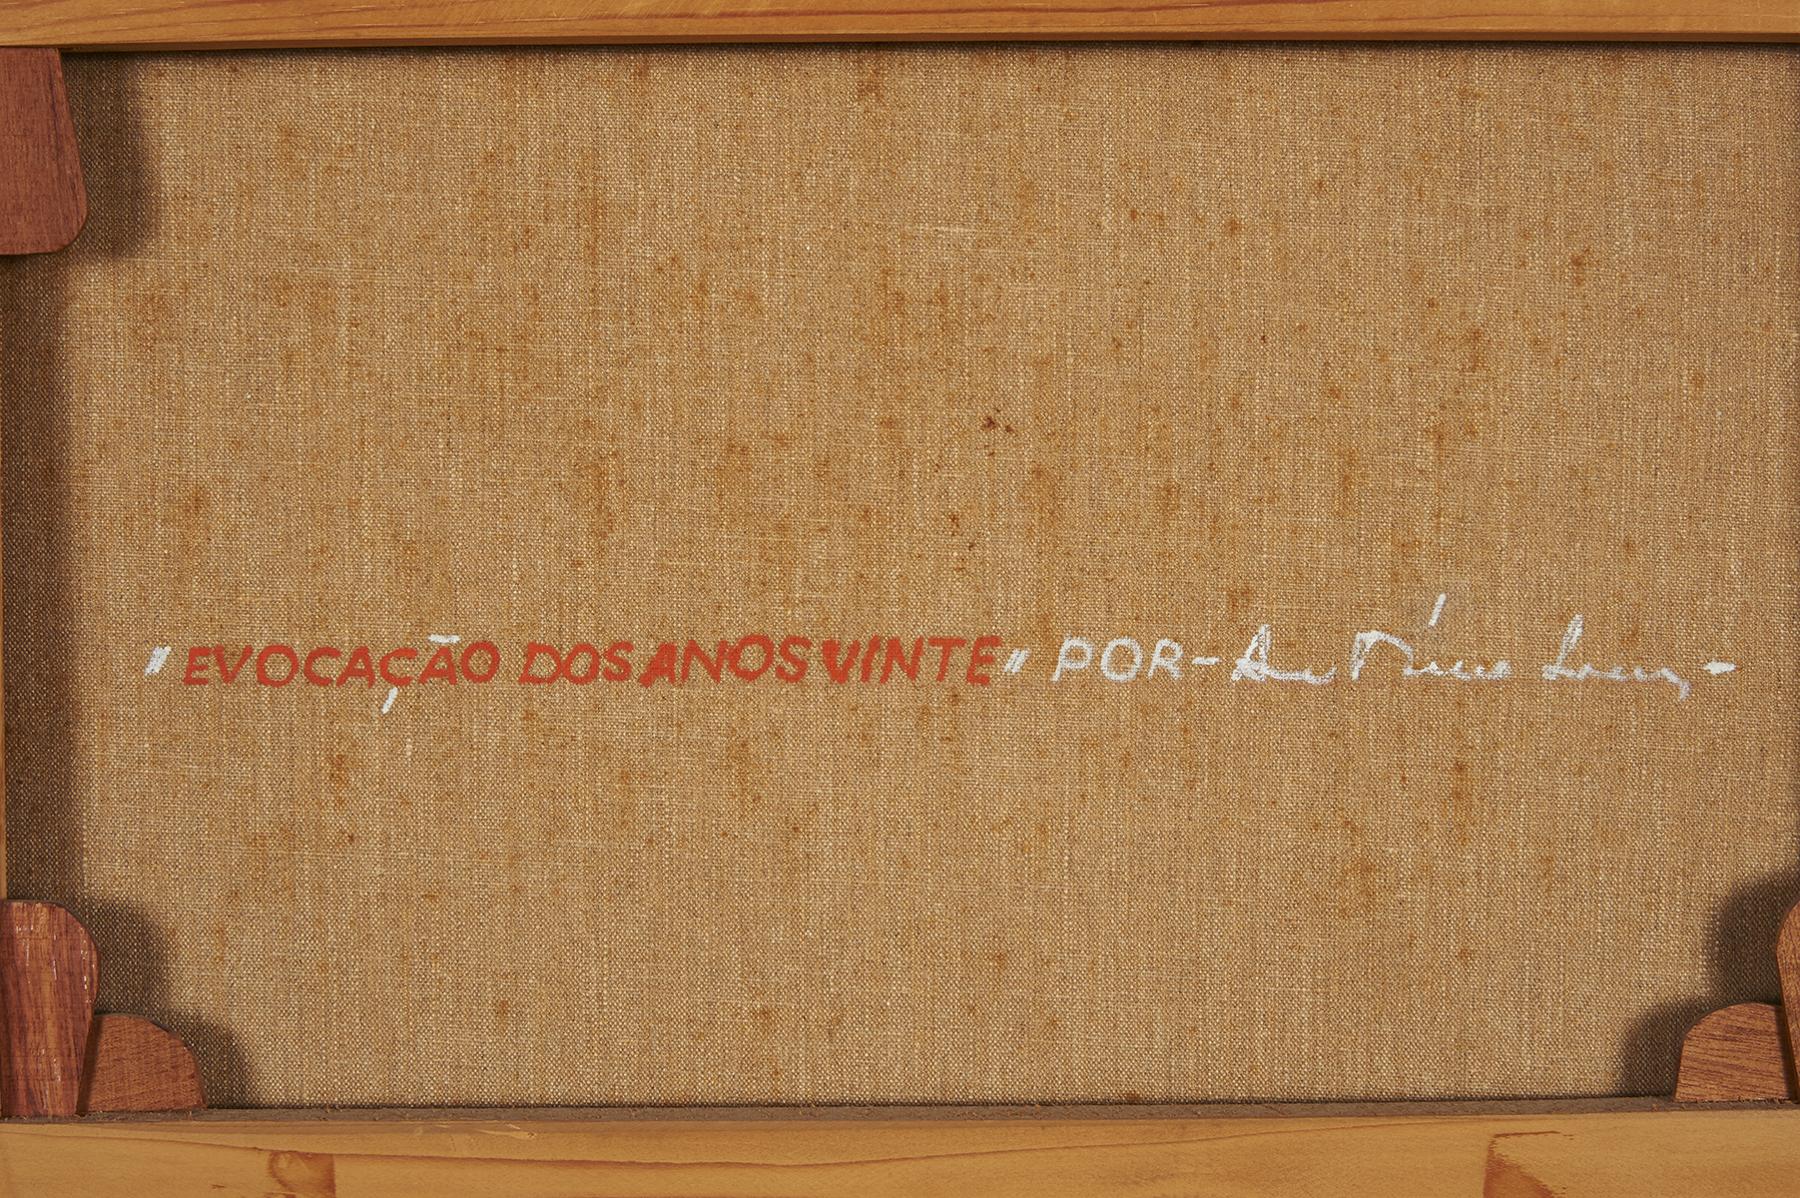 "EVOCAÇÃO DOS ANOS VINTE" POR-